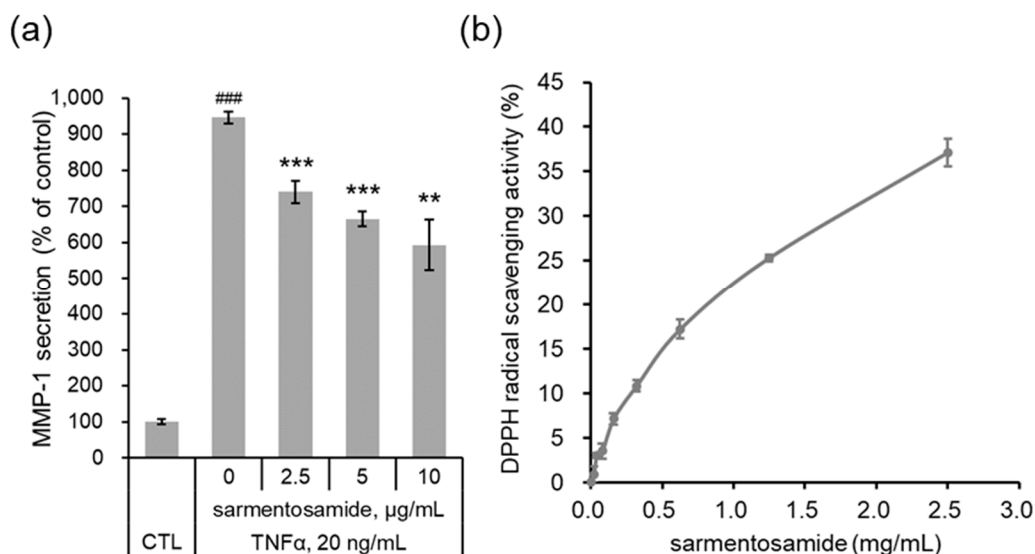 (a)
MMP-1 secretion (% of control)
1,000
900
800
700
600
500
400
300
200
100
0
###
***
***
**
0 2.5 5 10
sarmentosamide, µg/mL
CTL TNFα, 20 ng/mL
(b)
DPPH radical scavenging activity (%)
45
40
35
30
25
20
15
10
5
0
0.0 0.5 1.0 1.5 2.0 2.5 3.0
sarmentosamide (mg/mL)